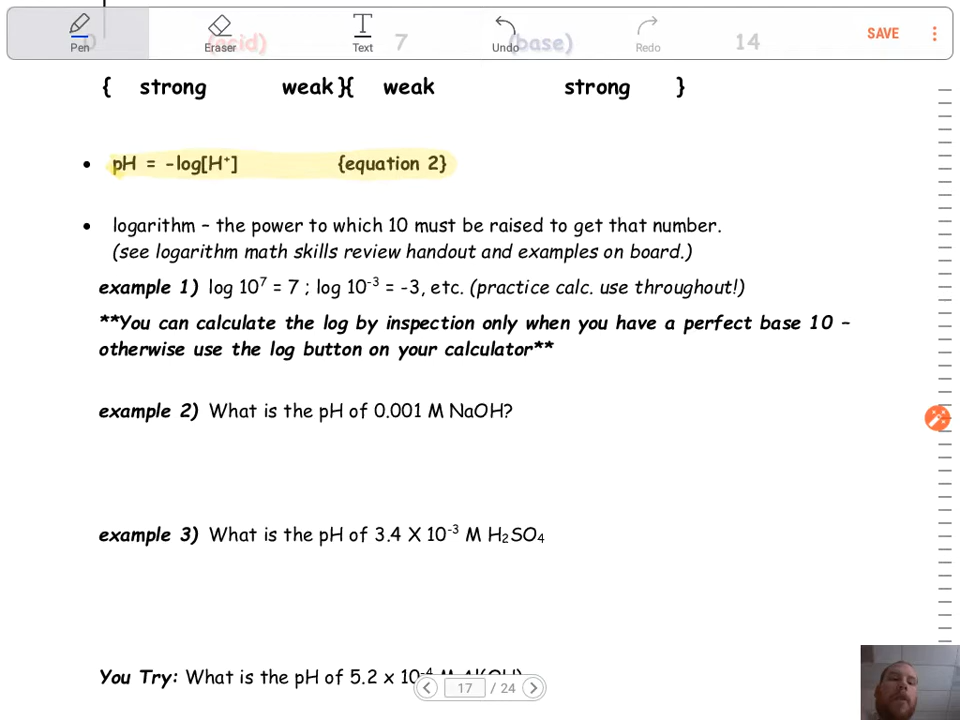 Pen
Eraser
Text
Undo
Redo
SAVE
0 (acid) 7 (base) 14
{ strong weak }{ weak strong }
• pH = -log[H⁺] {equation 2}
• logarithm – the power to which 10 must be raised to get that number.
(see logarithm math skills review handout and examples on board.)
example 1) log 10⁷ = 7 ; log 10⁻³ = -3, etc. (practice calc. use throughout!)
**You can calculate the log by inspection only when you have a perfect base 10 –
otherwise use the log button on your calculator**
example 2) What is the pH of 0.001 M NaOH?
example 3) What is the pH of 3.4 X 10⁻³ M H₂SO₄
You Try: What is the pH of 5.2 x 10⁻⁴ M
17 / 24